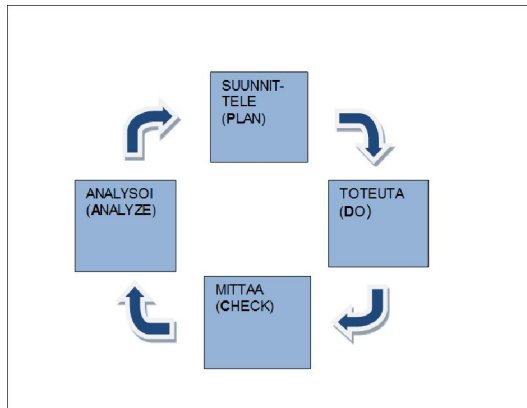 SUUNNIT-
TELE
(PLAN)
TOTEUTA
(DO)
MITTAA
(CHECK)
ANALYSOI
(ANALYZE)